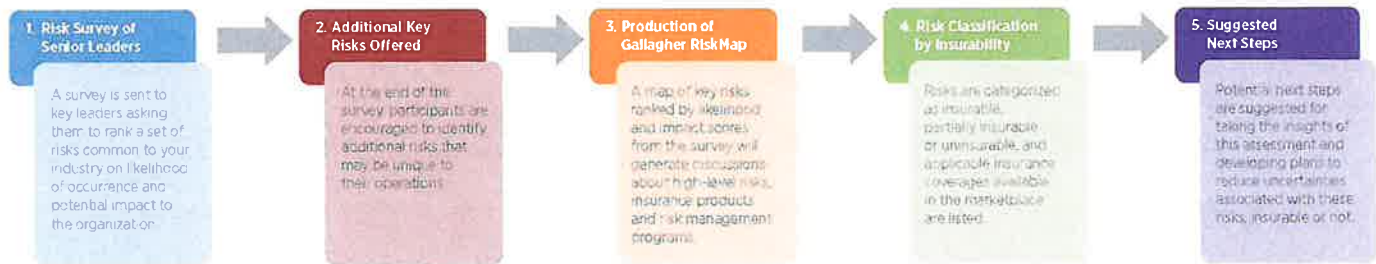 1. Risk Survey of
Senior Leaders
A survey is sent to
key leaders asking
them to rank a set of
risks common to your
industry on likelihood
of occurrence and
potential impact to
the organization.
2. Additional Key
Risks Offered
At the end of the
survey participants are
encouraged to identify
additional risks that
may be unique to
their operations.
3. Production of
Gallagher RiskMap
A map of key risks
ranked by likelihood
and impact scores
from the survey will
generate discussions
about high-level risks,
insurance products
and risk management
programs.
4. Risk Classification
by Insurability
Risks are categorized
as insurable,
partially insurable
or uninsurable, and
applicable insurance
coverages available
in the marketplace
are listed.
5. Suggested
Next Steps
Potential next steps
are suggested for
taking the insights of
this assessment and
developing plans to
reduce uncertainties
associated with these
risks, insurable or not.